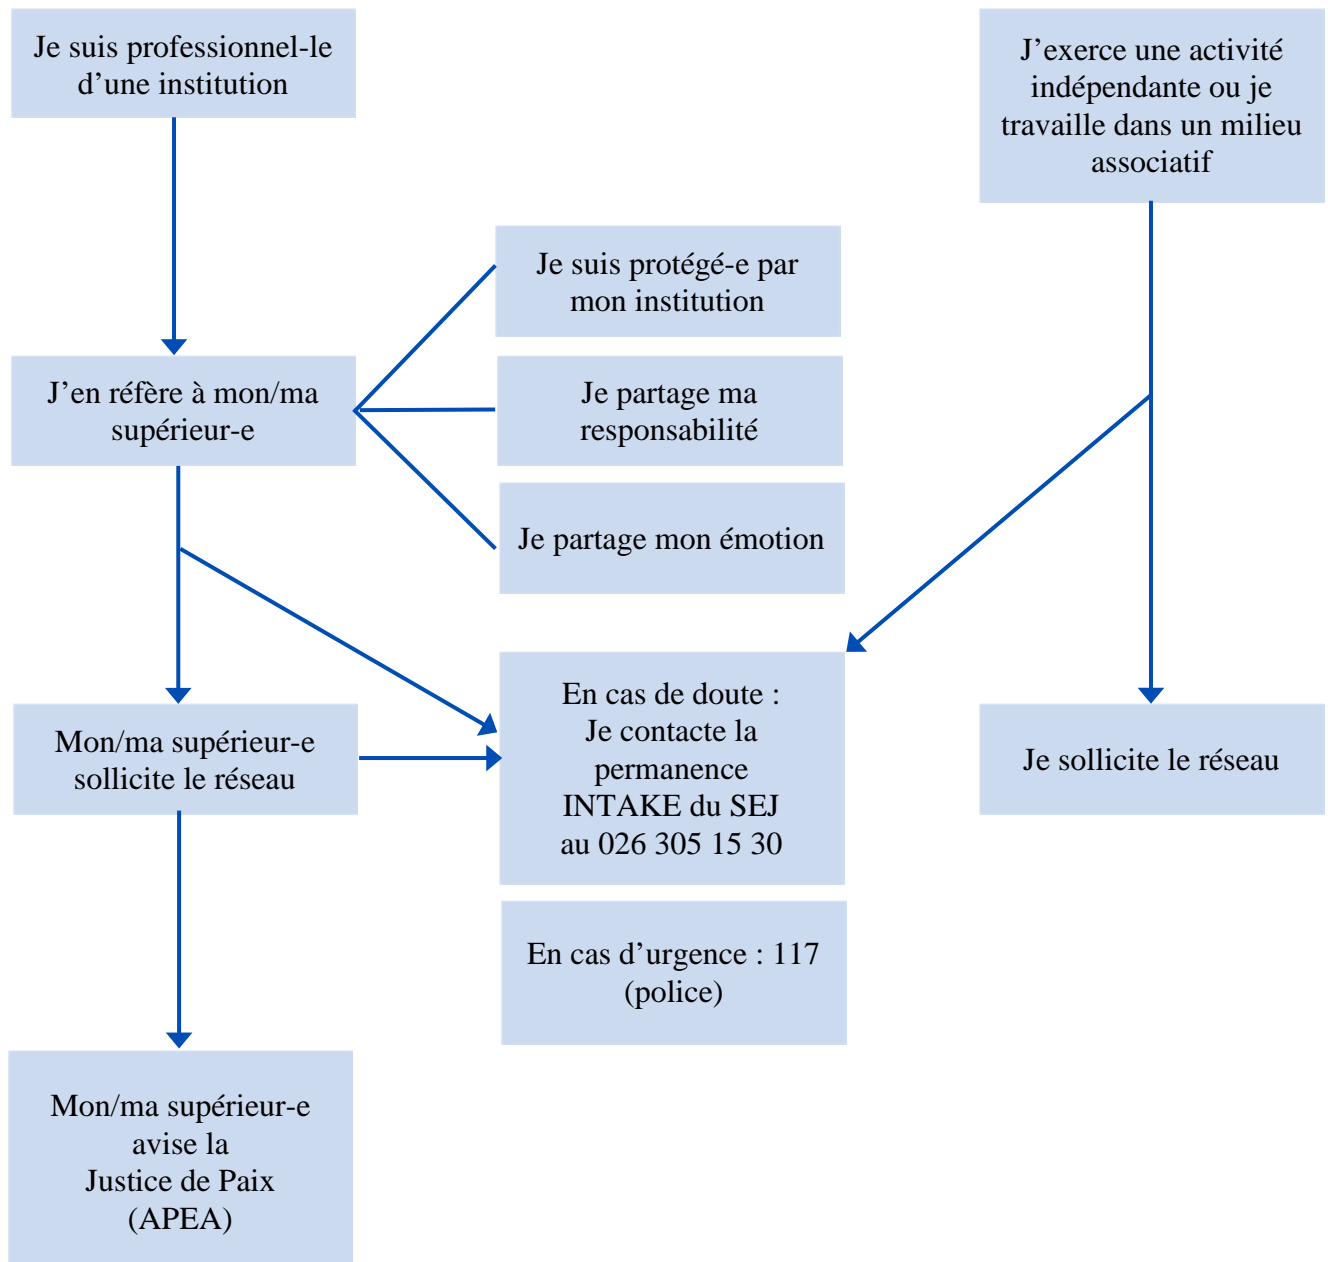 Je suis professionnel-le
d’une institution
J’exerce une activité
indépendante ou je
travaille dans un milieu
associatif
Je suis protégé-e par
mon institution
J’en réfère à mon/ma
supérieur-e
Je partage ma
responsabilité
Je partage mon émotion
Mon/ma supérieur-e
sollicite le réseau
En cas de doute :
Je contacte la
permanence
INTAKE du SEJ
au 026 305 15 30
Je sollicite le réseau
En cas d’urgence : 117
(police)
Mon/ma supérieur-e
avise la
Justice de Paix
(APEA)